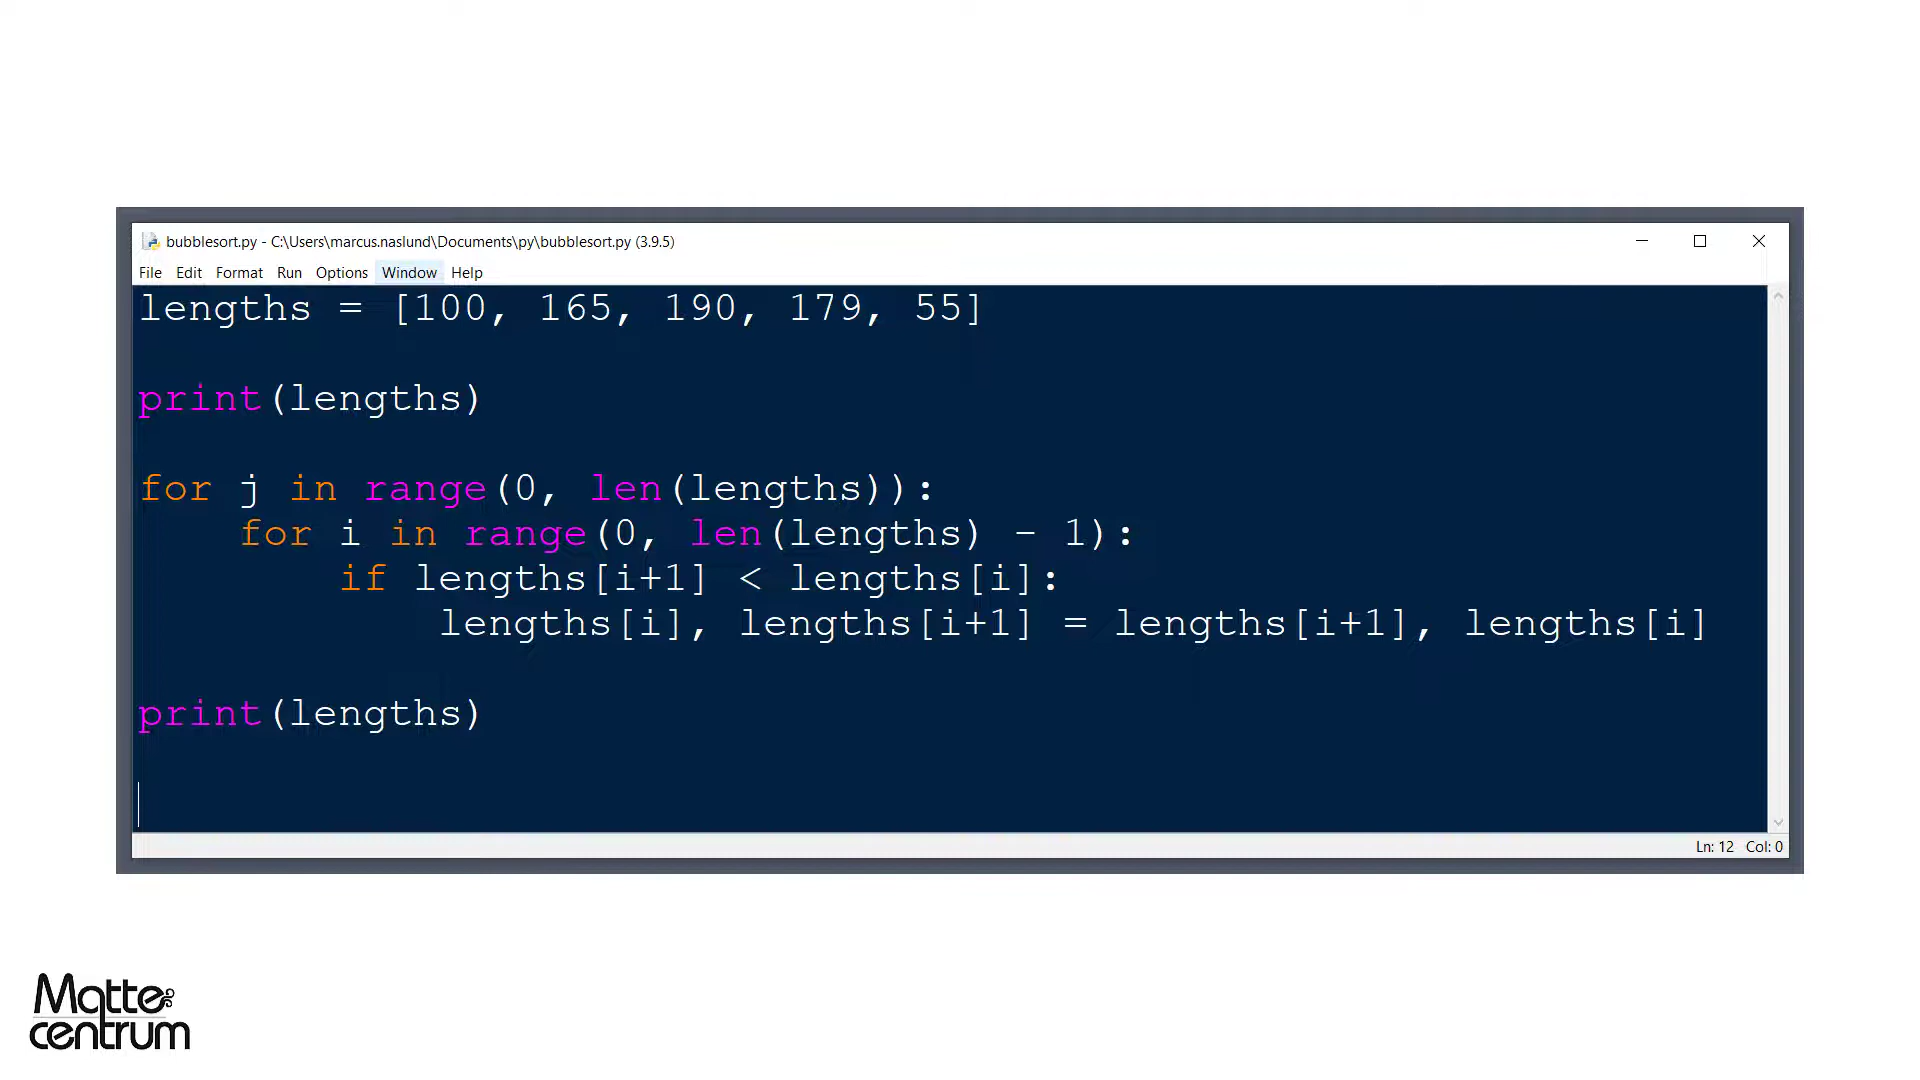 bubblesort.py - C:\Users\marcus.naslund\Documents\py\bubblesort.py (3.9.5)
File Edit Format Run Options Window Help
lengths = [100, 165, 190, 179, 55]
print(lengths)
for j in range(0, len(lengths)):
    for i in range(0, len(lengths) - 1):
        if lengths[i+1] < lengths[i]:
            lengths[i], lengths[i+1] = lengths[i+1], lengths[i]
print(lengths)
Ln: 12 Col: 0
Matte
centrum